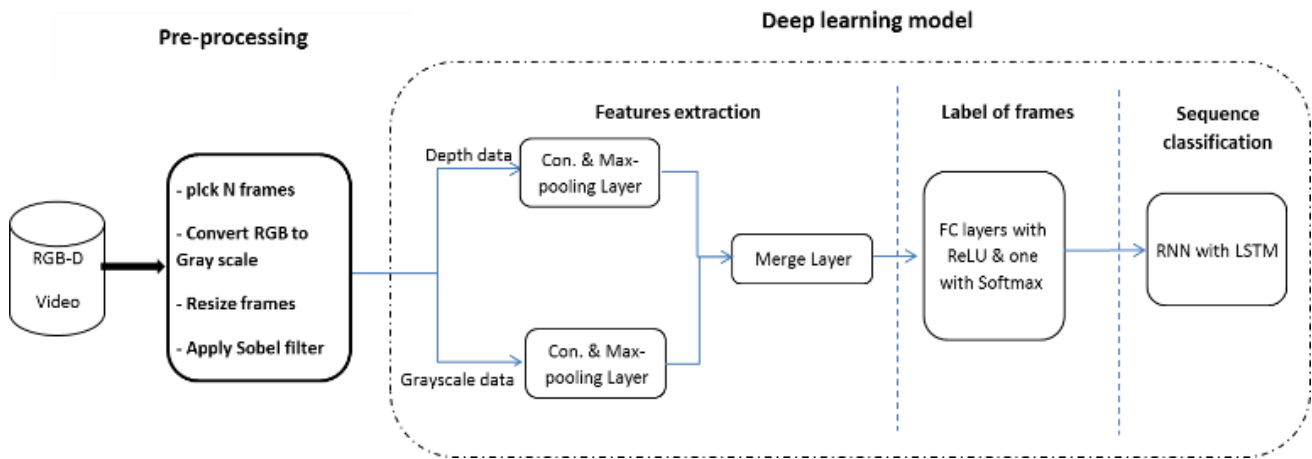 Deep learning model
Pre-processing
Features extraction
Label of frames
Sequence
classification
Depth data
Con. & Max-
pooling Layer
- pIck N frames
- Convert RGB to
Gray scale
- Resize frames
- Apply Sobel filter
RGB-D
Video
Merge Layer
FC layers with
ReLU & one
with Softmax
RNN with LSTM
Grayscale data
Con. & Max-
pooling Layer